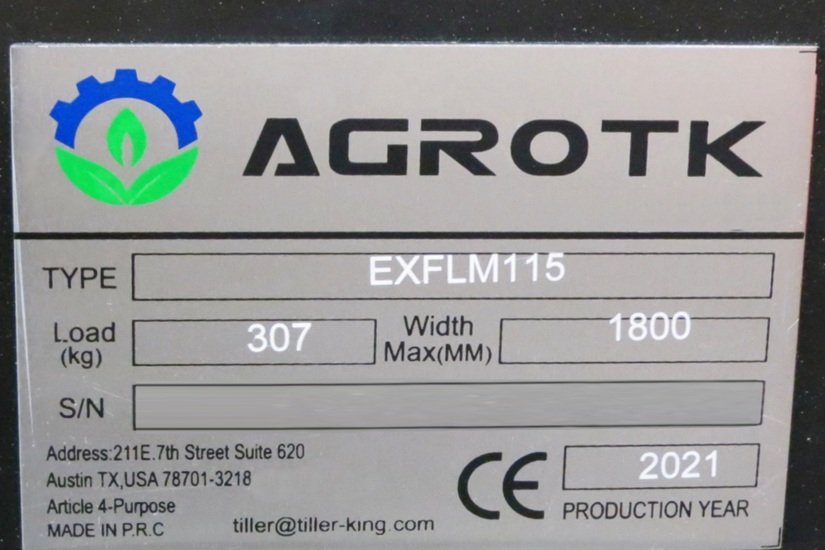 AGROTK
TYPE EXFLM115
Load (kg) 307 Width Max(MM) 1800
S/N
Address:211E.7th Street Suite 620
Austin TX,USA 78701-3218
Article 4-Purpose
MADE IN P.R.C
tiller@tiller-king.com
CE
2021
PRODUCTION YEAR